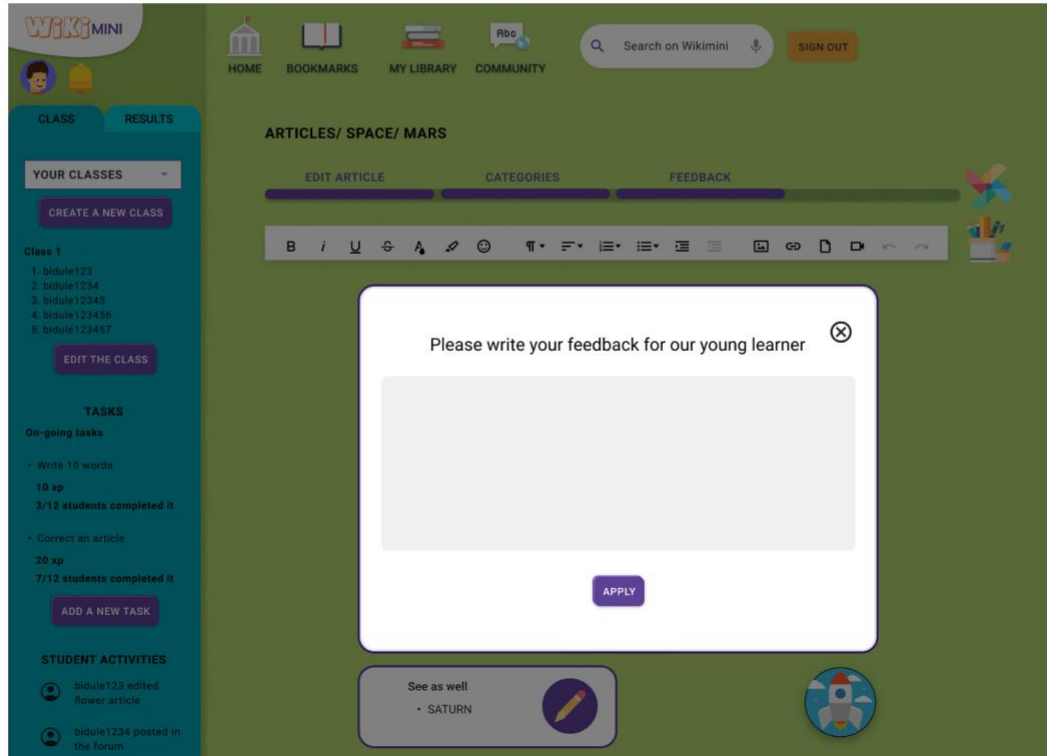 WiKiMINI
HOME BOOKMARKS MY LIBRARY COMMUNITY
Abc
Search on Wikimini
SIGN OUT
CLASS RESULTS
YOUR CLASSES
CREATE A NEW CLASS
Class 1
1. bidule123
2. bidule1234
3. bidule12345
4. bidule123456
5. bidule123457
EDIT THE CLASS
TASKS
On-going tasks
• Write 10 words
10 xp
3/12 students completed it
• Correct an article
20 xp
7/12 students completed it
ADD A NEW TASK
STUDENT ACTIVITIES
bidule123 edited
flower article
bidule1234 posted in
the forum
ARTICLES/ SPACE/ MARS
EDIT ARTICLE CATEGORIES FEEDBACK
B i U S A
Please write your feedback for our young learner
APPLY
See as well
• SATURN